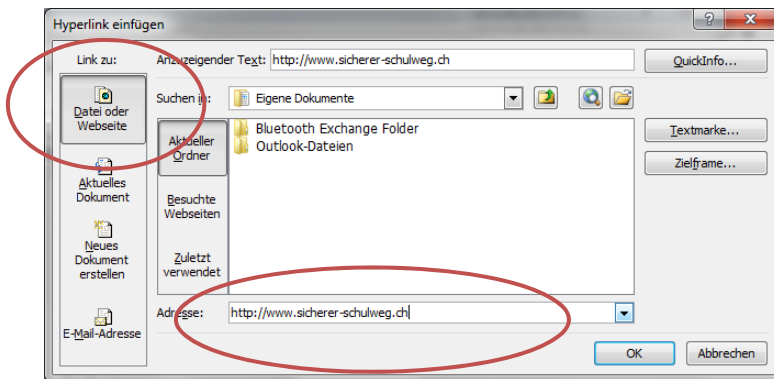 Hyperlink einfügen
Link zu:
Anzuzeigender Text: http://www.sicherer-schulweg.ch
QuickInfo...
Datei oder
Webseite
Suchen in:
Eigene Dokumente
Aktueller
Ordner
Bluetooth Exchange Folder
Outlook-Dateien
Textmarke...
Zielframe...
Aktuelles
Dokument
Besuchte
Webseiten
Neues
Dokument
erstellen
Zuletzt
verwendet
E-Mail-Adresse
Adresse:
http://www.sicherer-schulweg.ch
OK
Abbrechen